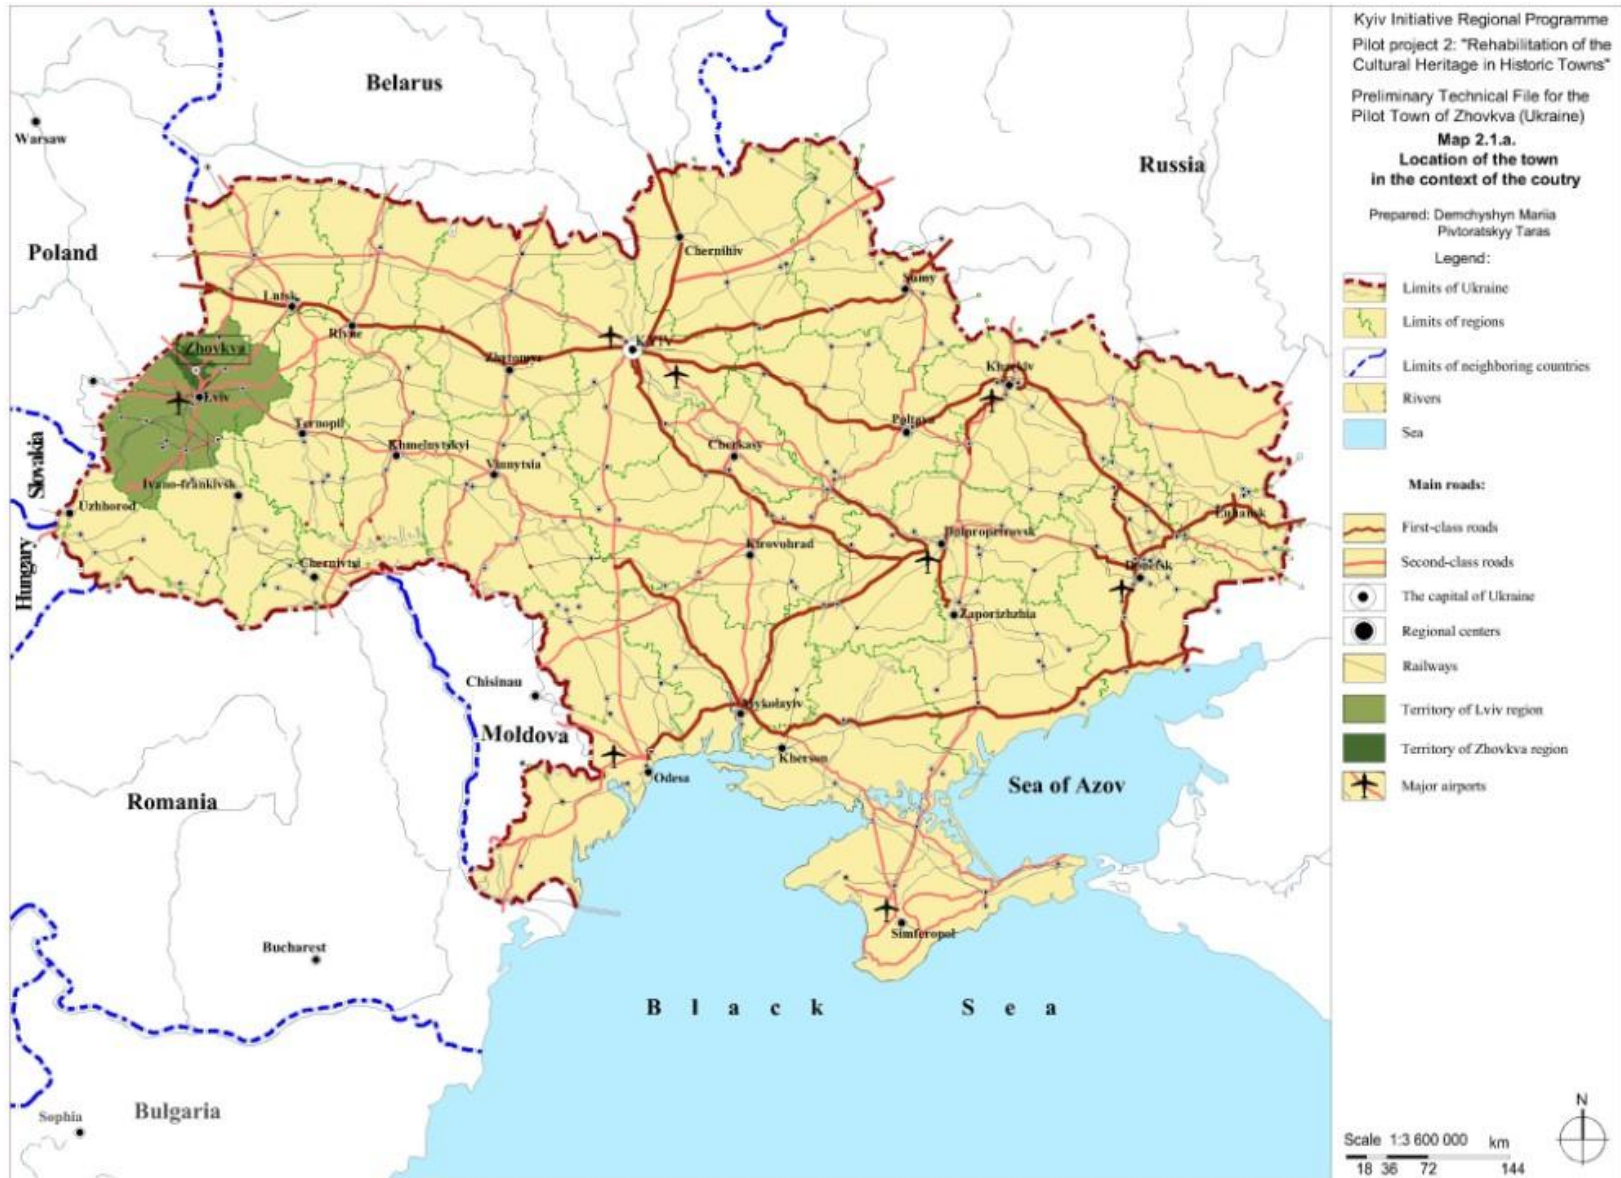 Kyiv Initiative Regional Programme
Pilot project 2: "Rehabilitation of the
Cultural Heritage in Historic Towns"
Preliminary Technical File for the
Pilot Town of Zhovkva (Ukraine)
Map 2.1.a.
Location of the town
in the context of the coutry
Prepared: Demchyshyn Mariia
Pivtoratskyy Taras
Legend:
Limits of Ukraine
Limits of regions
Limits of neighboring countries
Rivers
Sea
Main roads:
First-class roads
Second-class roads
The capital of Ukraine
Regional centers
Railways
Territory of Lviv region
Territory of Zhovkva region
Major airports
Scale 1:3 600 000 km
18 36 72 144
N
Belarus
Warsaw
Russia
Poland
Chernihiv
Sumy
Lutsk
Rivne
KYIV
Zhovkva
Zhytomyr
Kharkiv
Lviv
Ternopil
Poltava
Khmelnytskyi
Cherkasy
Slovakia
Vinnytsia
Ivano-frankivsk
Uzhhorod
Luhansk
Kirovohrad
Hungary
Chernivtsi
Donetsk
Zaporizhzhia
Chisinau
Mykolayiv
Moldova
Kherson
Odesa
Sea of Azov
Romania
Simferopol
Bucharest
Black Sea
Sophia
Bulgaria